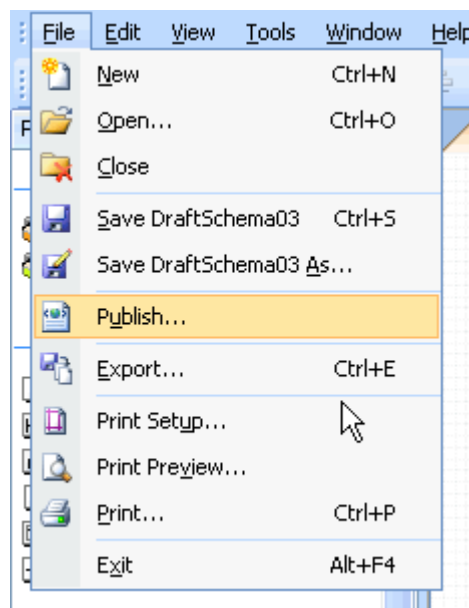 File Edit View Tools Window Help
New Ctrl+N
Open... Ctrl+O
Close
Save DraftSchema03 Ctrl+S
Save DraftSchema03 As...
Publish...
Export... Ctrl+E
Print Setup...
Print Preview...
Print... Ctrl+P
Exit Alt+F4